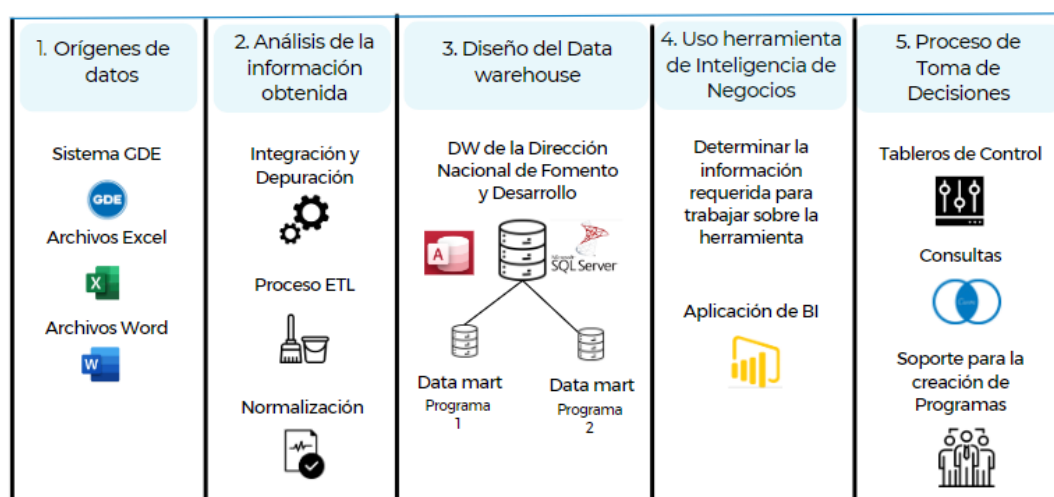 1. Orígenes de
datos
Sistema GDE
GDE
Archivos Excel
X
Archivos Word
W
2. Análisis de la
información
obtenida
Integración y
Depuración
Proceso ETL
Normalización
3. Diseño del Data
warehouse
DW de la Dirección
Nacional de Fomento
y Desarrollo
A
Microsoft
SQL Server
Data mart
Programa
1
Data mart
Programa
2
4. Uso herramienta
de Inteligencia de
Negocios
Determinar la
información
requerida para
trabajar sobre la
herramienta
Aplicación de BI
5. Proceso de
Toma de
Decisiones
Tableros de Control
Consultas
Soporte para la
creación de
Programas